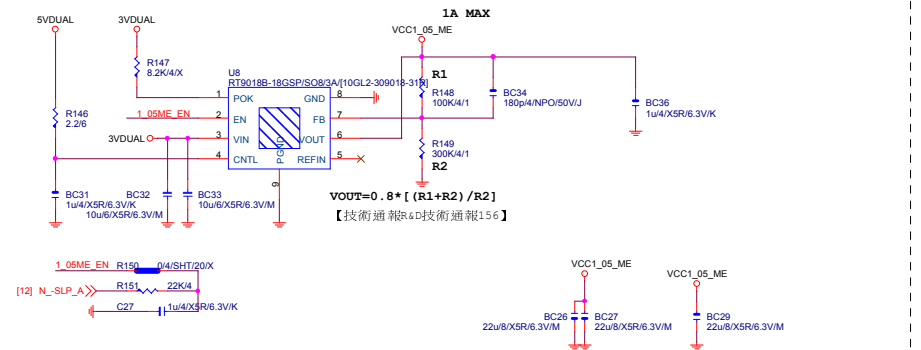 1A MAX
5VDUAL
3VDUAL
VCC1_05_ME
R147
8.2K/4/X
U8
RT9018B-18GSP/SO8/3A/[10GL2-309018-31R]
R1
R148
100K/4/1
BC34
180p/4/NPO/50V/J
BC36
1u/4/X5R/6.3V/K
R146
2.2/6
1_05ME_EN
3VDUAL
1 POK GND 8
2 EN FB 7
3 VIN VOUT 6
4 CNTL REFIN 5
PGND
9
R149
300K/4/1
R2
BC31
1u/4/X5R/6.3V/K
BC32
10u/6/X5R/6.3V/M
BC33
10u/6/X5R/6.3V/M
VOUT=0.8*[(R1+R2)/R2]
【技術通報R&D技術通報156】
1_05ME_EN R150 0/4/SHT/20/X
[12] N_-SLP_A R151 22K/4
C27 1u/4/X5R/6.3V/K
VCC1_05_ME
BC26
22u/8/X5R/6.3V/M
BC27
22u/8/X5R/6.3V/M
VCC1_05_ME
BC29
22u/8/X5R/6.3V/M